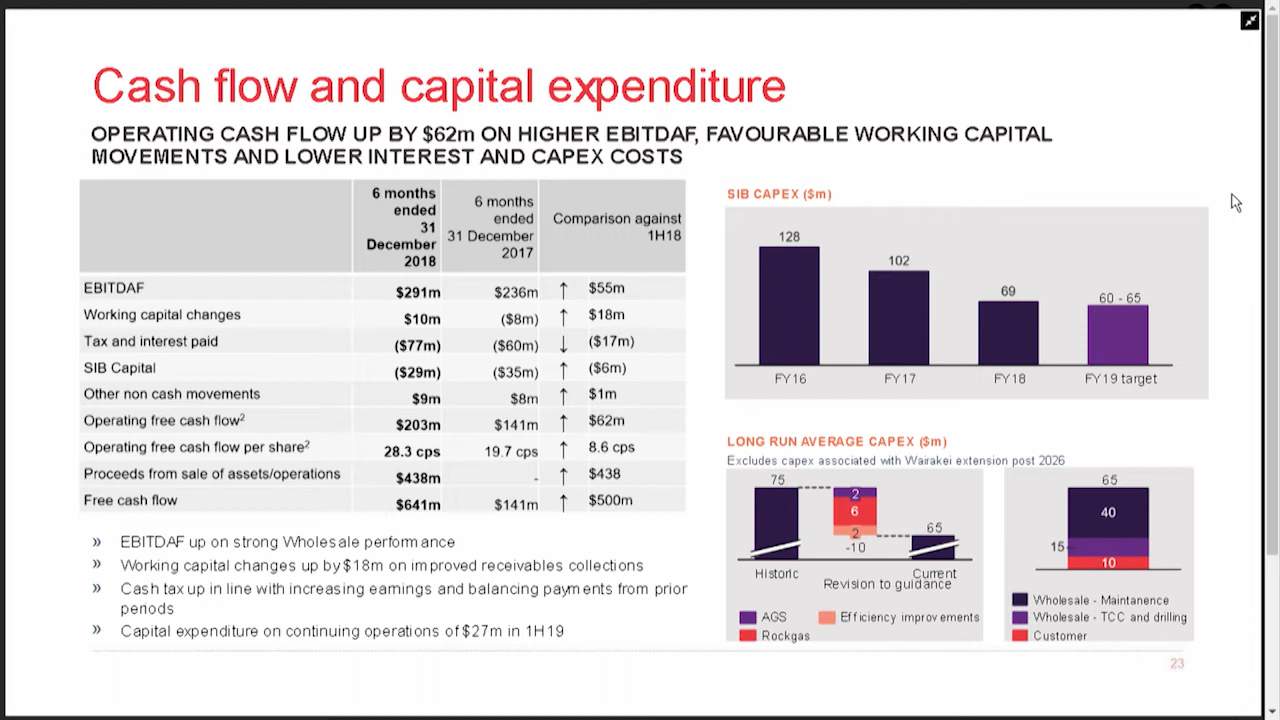 Cash flow and capital expenditure
OPERATING CASH FLOW UP BY $62m ON HIGHER EBITDAF, FAVOURABLE WORKING CAPITAL
MOVEMENTS AND LOWER INTEREST AND CAPEX COSTS
6 months
ended
31
December
2018
6 months
ended
31 December
2017
Comparison against
1H18
EBITDAF $291m $236m ↑ $55m
Working capital changes $10m ($8m) ↑ $18m
Tax and interest paid ($77m) ($60m) ↓ ($17m)
SIB Capital ($29m) ($35m) ↑ ($6m)
Other non cash movements $9m $8m ↑ $1m
Operating free cash flow² $203m $141m ↑ $62m
Operating free cash flow per share² 28.3 cps 19.7 cps ↑ 8.6 cps
Proceeds from sale of assets/operations $438m - ↑ $438
Free cash flow $641m $141m ↑ $500m
» EBITDAF up on strong Wholesale performance
» Working capital changes up by $18m on improved receivables collections
» Cash tax up in line with increasing earnings and balancing payments from prior
periods
» Capital expenditure on continuing operations of $27m in 1H19
SIB CAPEX ($m)
128
102
69
60 - 65
FY16 FY17 FY18 FY19 target
LONG RUN AVERAGE CAPEX ($m)
Excludes capex associated with Wairakei extension post 2026
75
2
6
2
-10
65
Historic
Revision to guidance
Current
AGS
Efficiency improvements
Rockgas
65
40
15
10
Wholesale - Maintanence
Wholesale - TCC and drilling
Customer
23